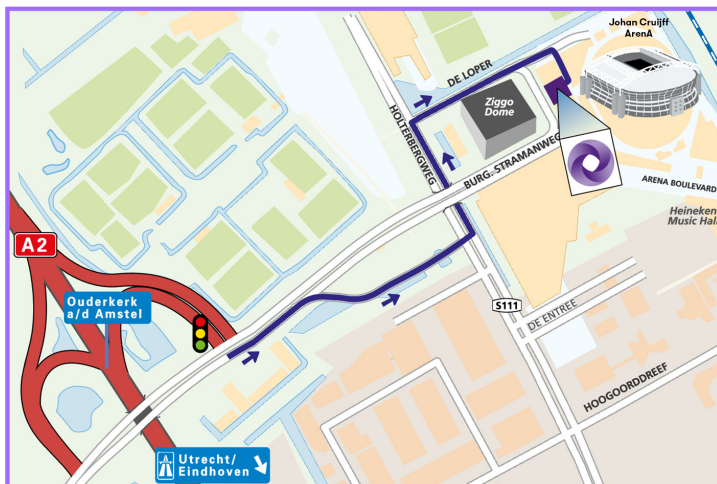 Johan Cruijff
ArenA
DE LOPER
Ziggo
Dome
HOLTERBERGWEG
BURG. STRAMANWEG
ARENA BOULEVARD
Heineken
Music Hall
A2
Ouderkerk
a/d Amstel
S111
DE ENTREE
HOOGOORDDREEF
Utrecht/
Eindhoven